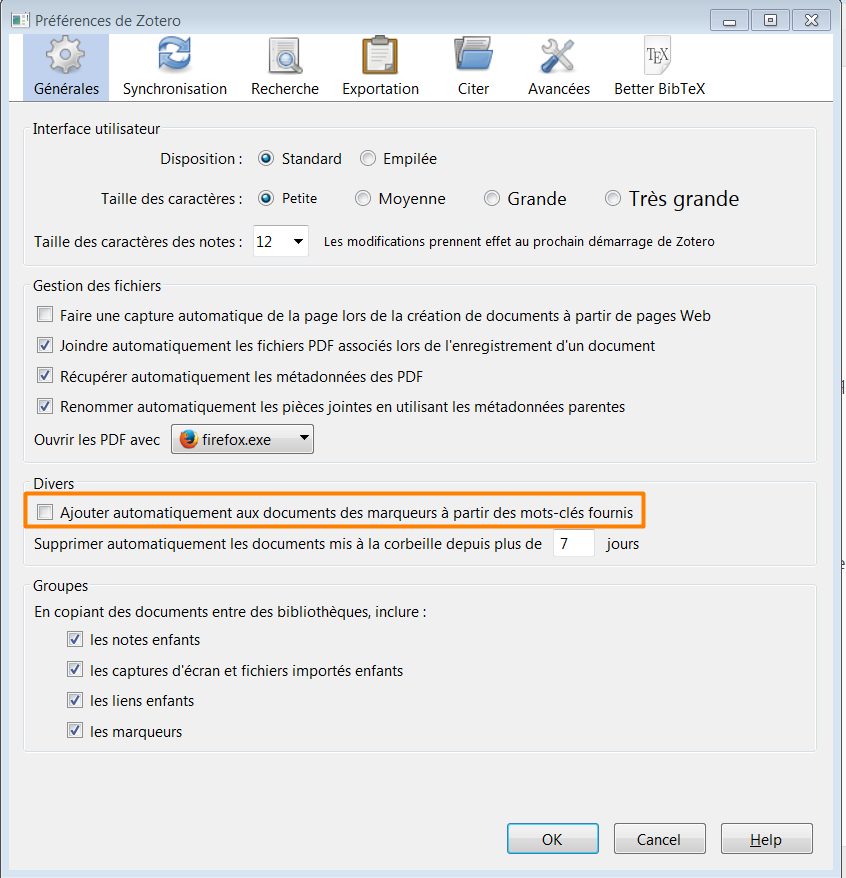 Préférences de Zotero
Générales Synchronisation Recherche Exportation Citer Avancées Better BibTeX
Interface utilisateur
Disposition : Standard Empilée
Taille des caractères : Petite Moyenne Grande Très grande
Taille des caractères des notes : 12 Les modifications prennent effet au prochain démarrage de Zotero
Gestion des fichiers
Faire une capture automatique de la page lors de la création de documents à partir de pages Web
Joindre automatiquement les fichiers PDF associés lors de l'enregistrement d'un document
Récupérer automatiquement les métadonnées des PDF
Renommer automatiquement les pièces jointes en utilisant les métadonnées parentes
Ouvrir les PDF avec firefox.exe
Divers
Ajouter automatiquement aux documents des marqueurs à partir des mots-clés fournis
Supprimer automatiquement les documents mis à la corbeille depuis plus de 7 jours
Groupes
En copiant des documents entre des bibliothèques, inclure :
les notes enfants
les captures d'écran et fichiers importés enfants
les liens enfants
les marqueurs
OK Cancel Help